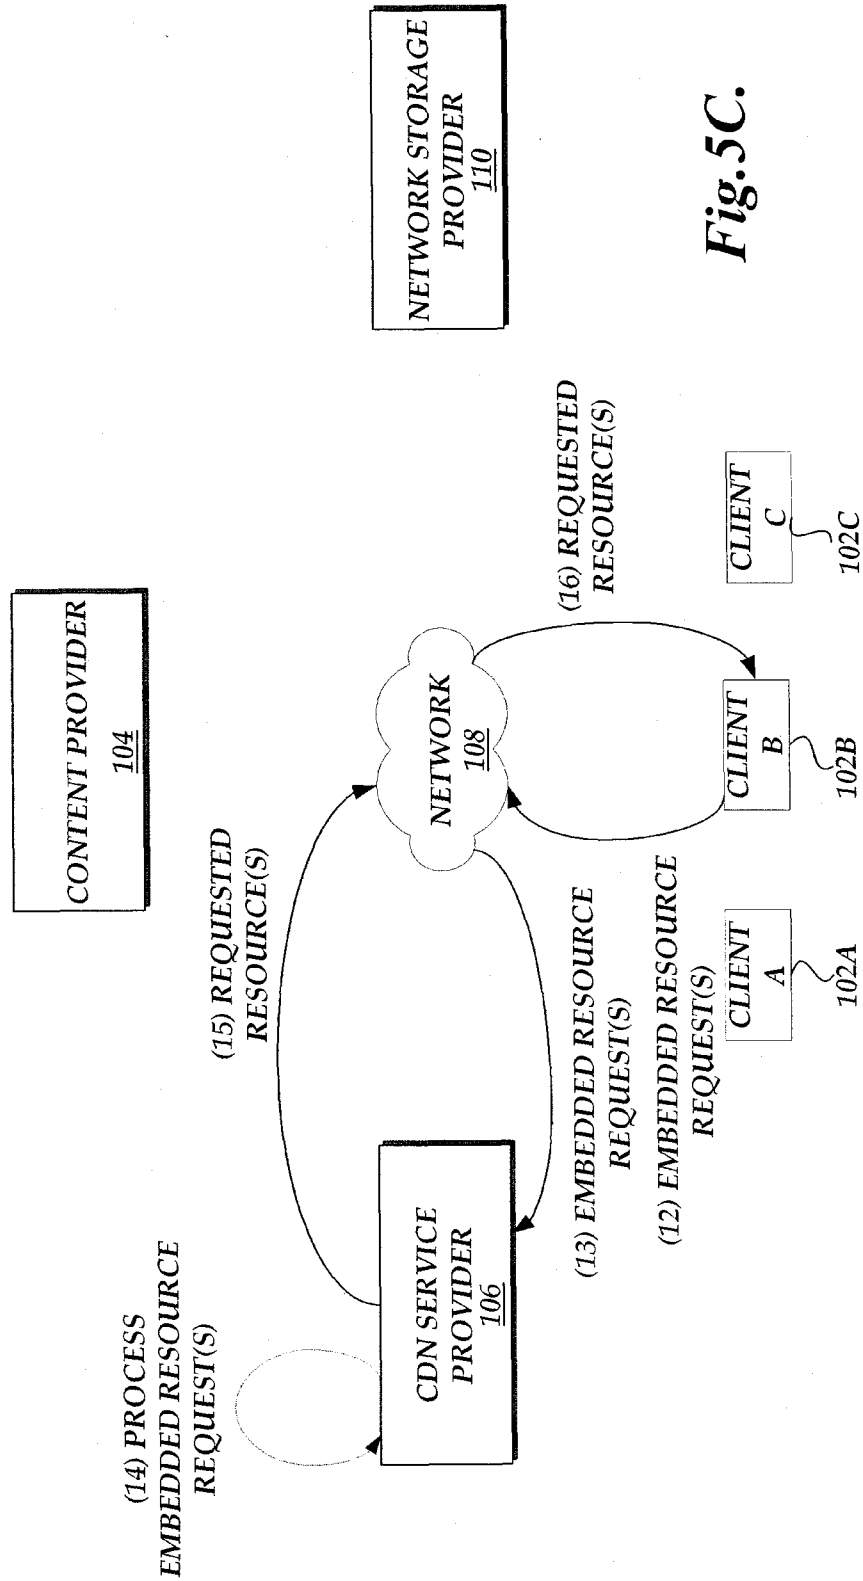 CONTENT PROVIDER
104
(14) PROCESS
EMBEDDED RESOURCE
REQUEST(S)
(15) REQUESTED
RESOURCE(S)
CDN SERVICE
PROVIDER
106
NETWORK
108
NETWORK STORAGE
PROVIDER
110
(13) EMBEDDED RESOURCE
REQUEST(S)
(12) EMBEDDED RESOURCE
REQUEST(S)
(16) REQUESTED
RESOURCE(S)
CLIENT
A
102A
CLIENT
B
102B
CLIENT
C
102C
Fig.5C.